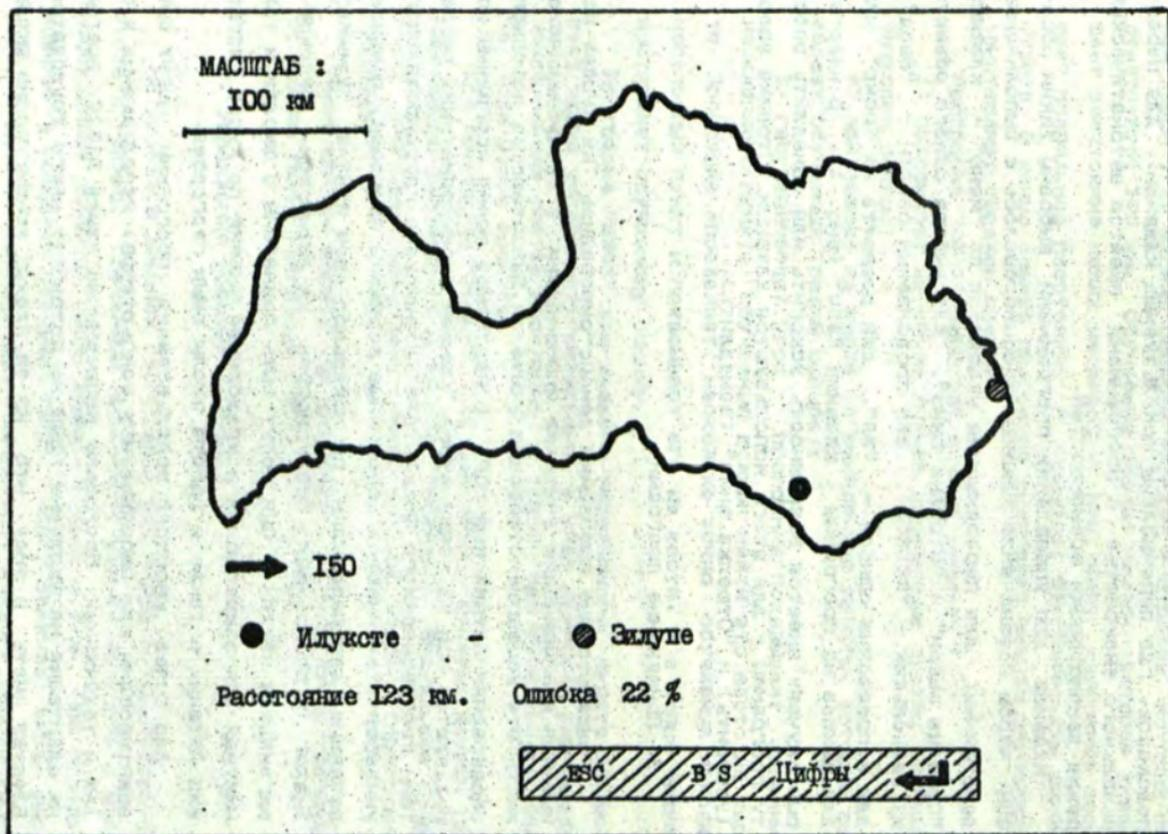 МАСШТАБ :
I00 км
I50
Илуксте - Зилупе
Расстояние I23 км. Ошибка 22 %
ESC B S Цифры